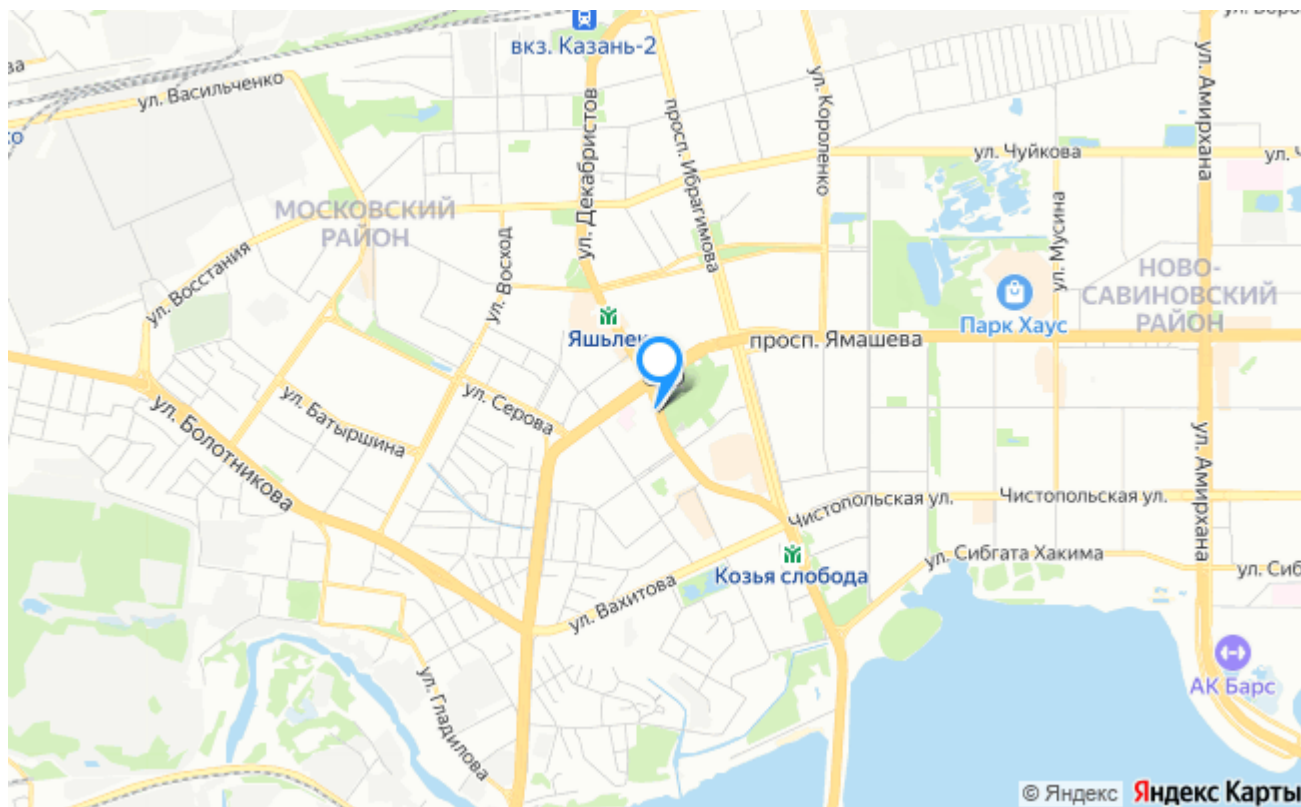 ул. Васильченко
вкз. Казань-2
ул. Декабристов
просп. Ибрагимова
ул. Короленко
ул. Чуйкова
ул. Амирхана
МОСКОВСКИЙ
РАЙОН
ул. Восстания
ул. Восход
ул. Мусина
НОВО-
САВИНОВСКИЙ
РАЙОН
Парк Хаус
просп. Ямашева
ул. Серова
ул. Батыршина
ул. Болотникова
Чистопольская ул.
Чистопольская ул.
ул. Амирхана
Козья слобода
ул. Сибгата Хакима
ул. Вахитова
ул. Гладилова
АК Барс
© Яндекс Яндекс Карты